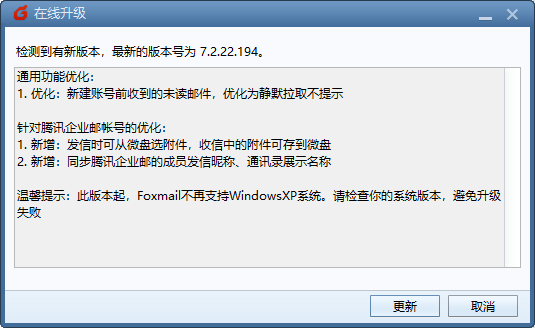 在线升级
检测到有新版本，最新的版本号为 7.2.22.194。
通用功能优化：
1. 优化：新建账号前收到的未读邮件，优化为静默拉取不提示
针对腾讯企业邮帐号的优化：
1. 新增：发信时可从微盘选附件，收信中的附件可存到微盘
2. 新增：同步腾讯企业邮的成员发信昵称、通讯录展示名称
温馨提示：此版本起，Foxmail不再支持WindowsXP系统。请检查你的系统版本，避免升级
失败
更新
取消